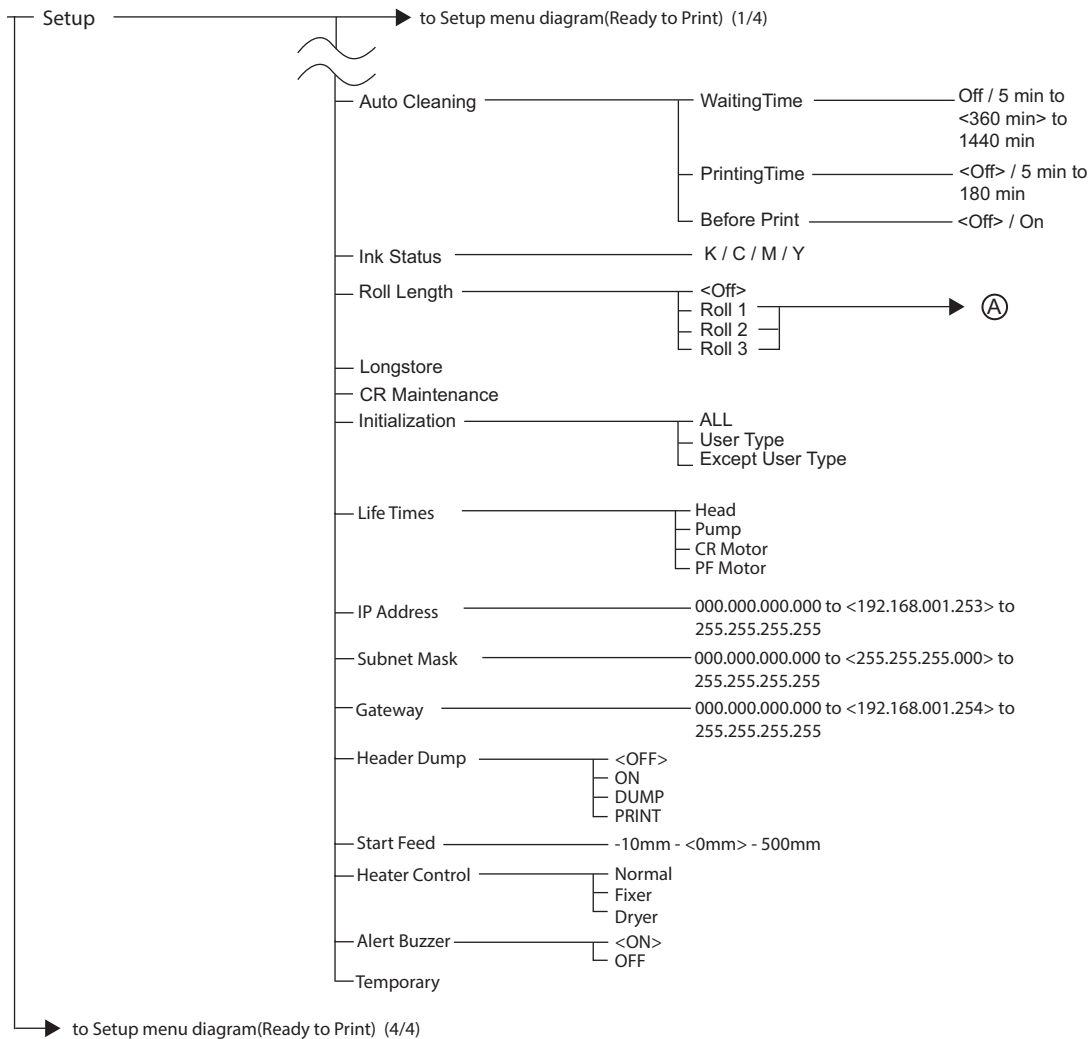 Setup
to Setup menu diagram(Ready to Print) (1/4)
Auto Cleaning
WaitingTime
Off / 5 min to
<360 min> to
1440 min
PrintingTime
<Off> / 5 min to
180 min
Before Print
<Off> / On
Ink Status
K / C / M / Y
Roll Length
<Off>
Roll 1
Roll 2
Roll 3
A
Longstore
CR Maintenance
Initialization
ALL
User Type
Except User Type
Life Times
Head
Pump
CR Motor
PF Motor
IP Address
000.000.000.000 to <192.168.001.253> to
255.255.255.255
Subnet Mask
000.000.000.000 to <255.255.255.000> to
255.255.255.255
Gateway
000.000.000.000 to <192.168.001.254> to
255.255.255.255
Header Dump
<OFF>
ON
DUMP
PRINT
Start Feed
-10mm - <0mm> - 500mm
Heater Control
Normal
Fixer
Dryer
Alert Buzzer
<ON>
OFF
Temporary
to Setup menu diagram(Ready to Print) (4/4)